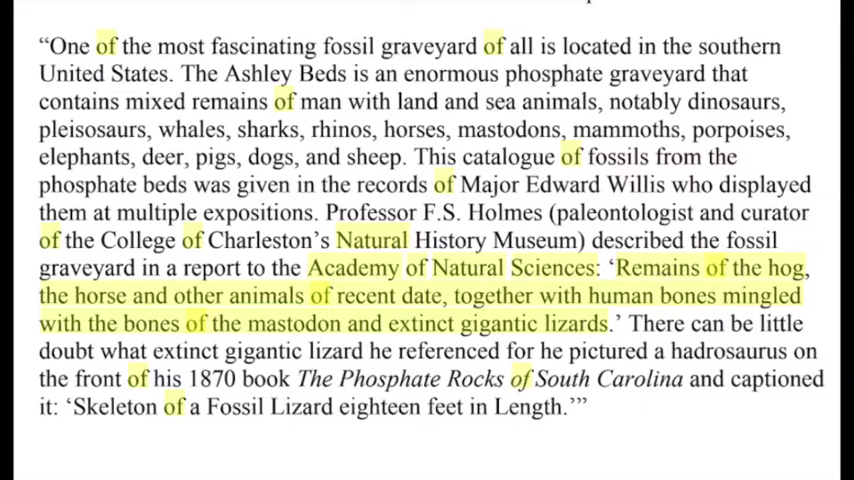 “One of the most fascinating fossil graveyard of all is located in the southern
United States. The Ashley Beds is an enormous phosphate graveyard that
contains mixed remains of man with land and sea animals, notably dinosaurs,
pleisosaurs, whales, sharks, rhinos, horses, mastodons, mammoths, porpoises,
elephants, deer, pigs, dogs, and sheep. This catalogue of fossils from the
phosphate beds was given in the records of Major Edward Willis who displayed
them at multiple expositions. Professor F.S. Holmes (paleontologist and curator
of the College of Charleston’s Natural History Museum) described the fossil
graveyard in a report to the Academy of Natural Sciences: ‘Remains of the hog,
the horse and other animals of recent date, together with human bones mingled
with the bones of the mastodon and extinct gigantic lizards.’ There can be little
doubt what extinct gigantic lizard he referenced for he pictured a hadrosaurus on
the front of his 1870 book The Phosphate Rocks of South Carolina and captioned
it: ‘Skeleton of a Fossil Lizard eighteen feet in Length.’”